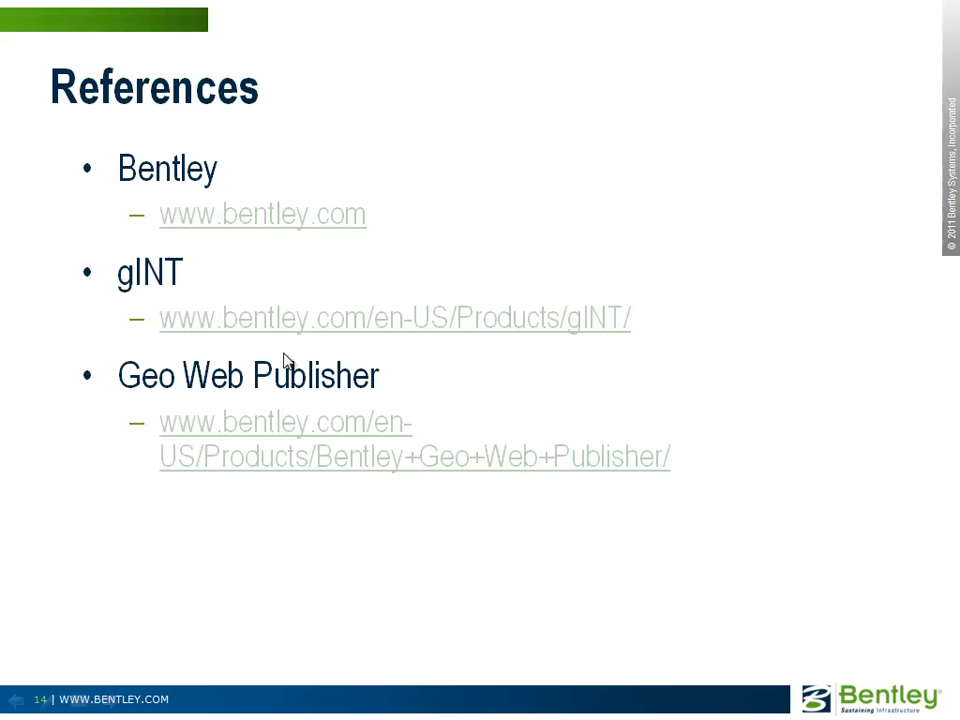 References
• Bentley
– www.bentley.com
• gINT
– www.bentley.com/en-US/Products/gINT/
• Geo Web Publisher
– www.bentley.com/en-
US/Products/Bentley+Geo+Web+Publisher/
© 2011 Bentley Systems, Incorporated
14 | WWW.BENTLEY.COM
Bentley
Sustaining Infrastructure